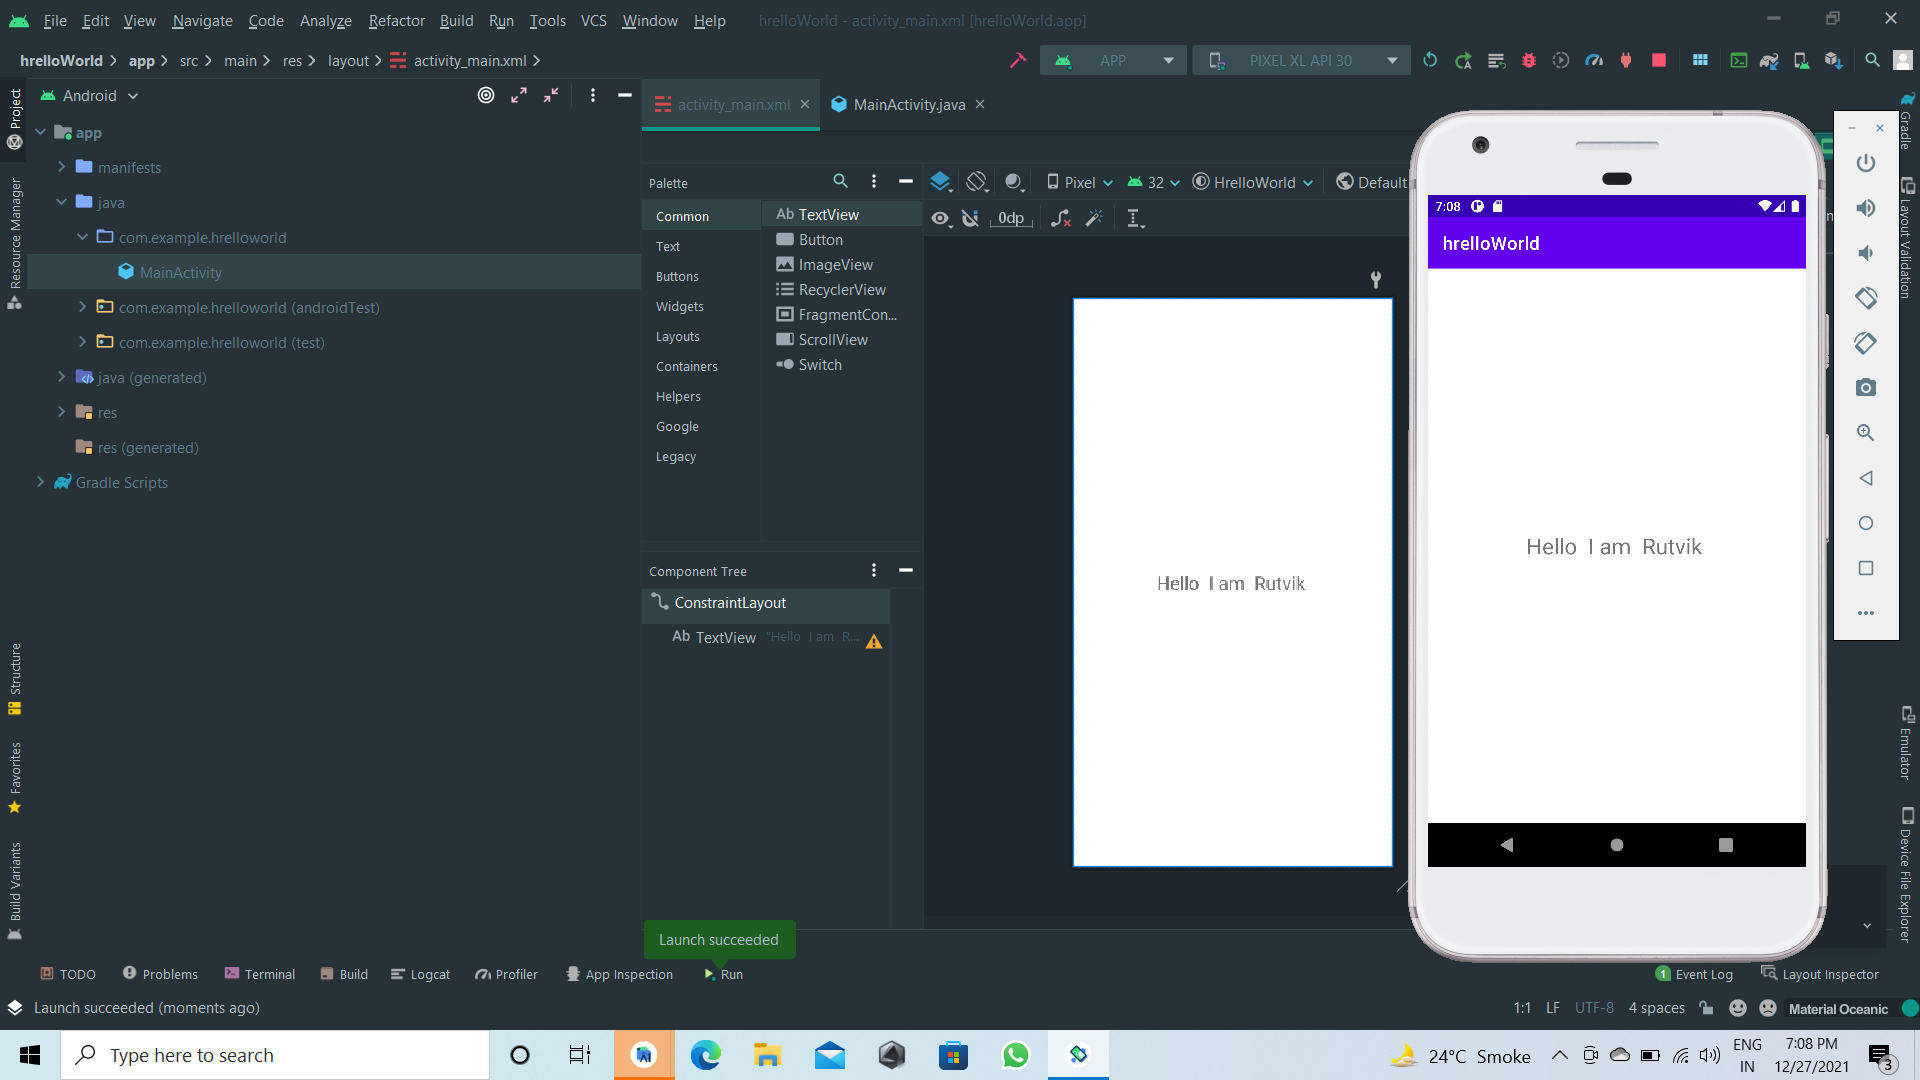 File Edit View Navigate Code Analyze Refactor Build Run Tools VCS Window Help hrelloWorld - activity_main.xml [hrelloWorld.app]
hrelloWorld app src main res layout activity_main.xml APP PIXEL XL API 30
Project
Resource Manager
Structure
Favorites
Build Variants
Android
app
manifests
java
com.example.hrelloworld
MainActivity
com.example.hrelloworld (androidTest)
com.example.hrelloworld (test)
java (generated)
res
res (generated)
Gradle Scripts
activity_main.xml MainActivity.java
Palette
Common
Text
Buttons
Widgets
Layouts
Containers
Helpers
Google
Legacy
Ab TextView
Button
ImageView
RecyclerView
FragmentCon...
ScrollView
Switch
Pixel 32 HrelloWorld Default
0dp
Component Tree
ConstraintLayout
Ab TextView "Hello I am R...
Hello I am Rutvik
7:08
hrelloWorld
Hello I am Rutvik
Gradle
Layout Validation
Emulator
Device File Explorer
Launch succeeded
TODO Problems Terminal Build Logcat Profiler App Inspection Run 1 Event Log Layout Inspector
Launch succeeded (moments ago) 1:1 LF UTF-8 4 spaces Material Oceanic
Type here to search
24°C Smoke
ENG
IN
7:08 PM
12/27/2021
3